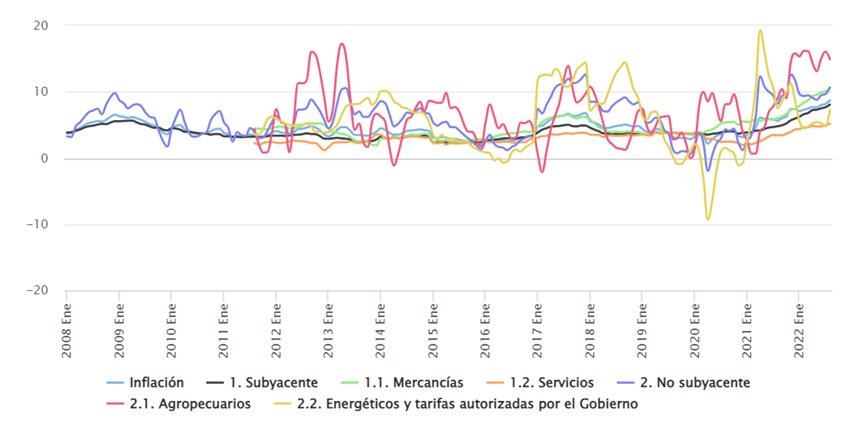 20
10
0
−10
−20
2008 Ene
2009 Ene
2010 Ene
2011 Ene
2012 Ene
2013 Ene
2014 Ene
2015 Ene
2016 Ene
2017 Ene
2018 Ene
2019 Ene
2020 Ene
2021 Ene
2022 Ene
Inflación 1. Subyacente 1.1. Mercancías 1.2. Servicios 2. No subyacente
2.1. Agropecuarios 2.2. Energéticos y tarifas autorizadas por el Gobierno